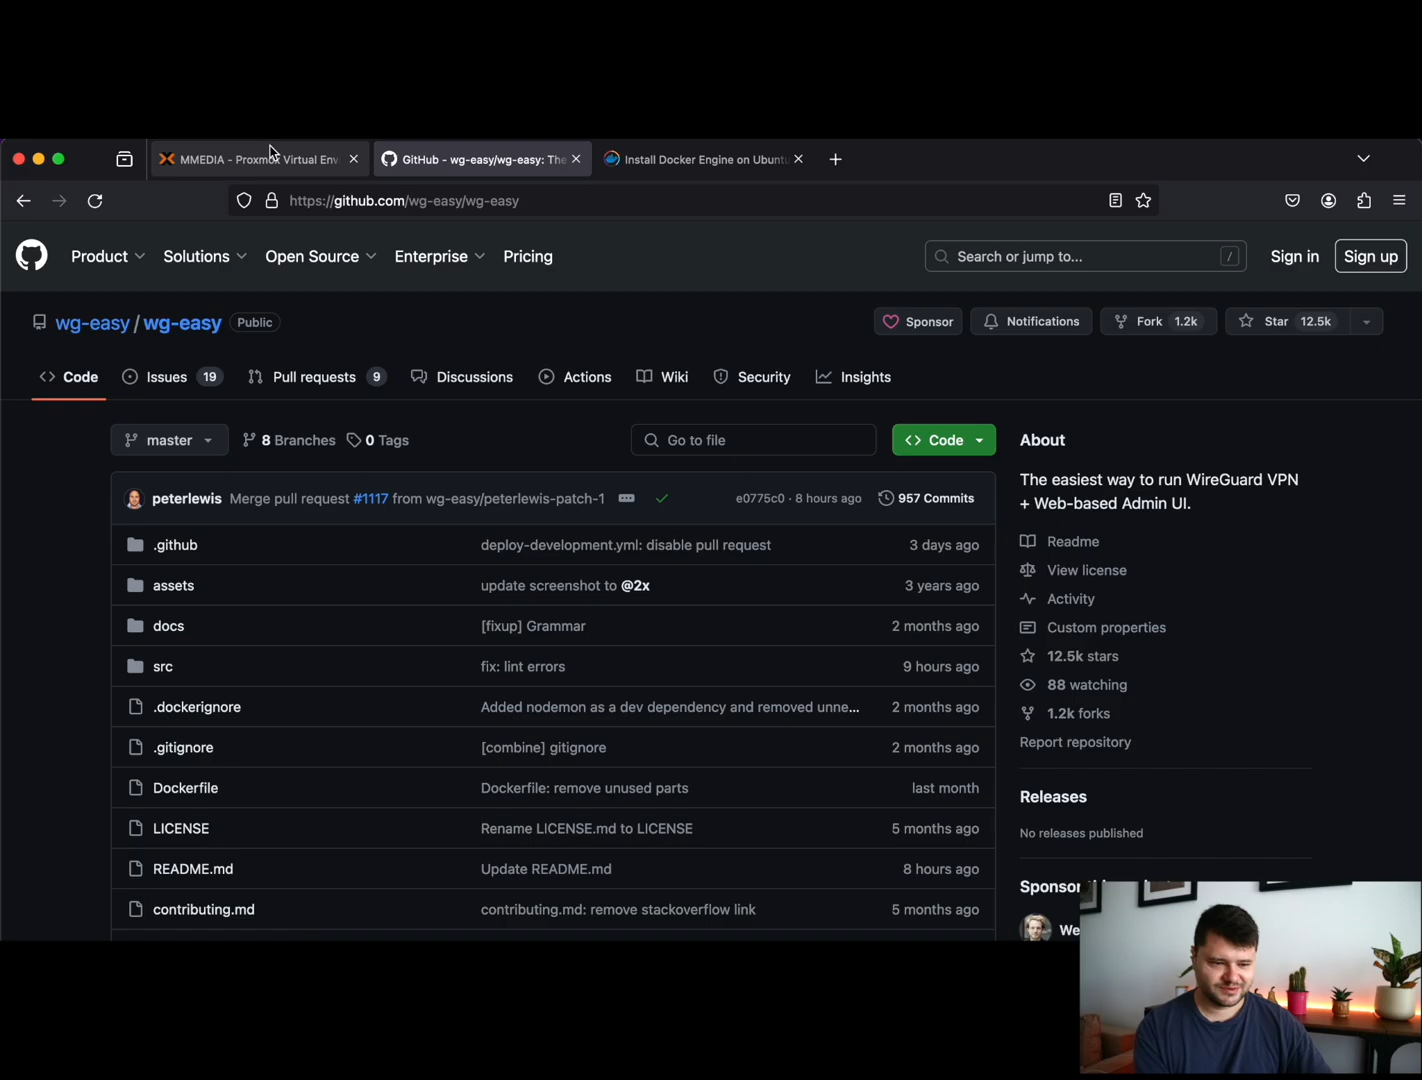 MMEDIA - Proxmox Virtual Env
GitHub - wg-easy/wg-easy: The
Install Docker Engine on Ubuntu
https://github.com/wg-easy/wg-easy
Product
Solutions
Open Source
Enterprise
Pricing
Search or jump to...
/
Sign in
Sign up
wg-easy / wg-easy
Public
Sponsor
Notifications
Fork 1.2k
Star 12.5k
Code
Issues 19
Pull requests 9
Discussions
Actions
Wiki
Security
Insights
master
8 Branches
0 Tags
Go to file
Code
peterlewis Merge pull request #1117 from wg-easy/peterlewis-patch-1
e0775c0 · 8 hours ago
957 Commits
.github deploy-development.yml: disable pull request 3 days ago
assets update screenshot to @2x 3 years ago
docs [fixup] Grammar 2 months ago
src fix: lint errors 9 hours ago
.dockerignore Added nodemon as a dev dependency and removed unne... 2 months ago
.gitignore [combine] gitignore 2 months ago
Dockerfile Dockerfile: remove unused parts last month
LICENSE Rename LICENSE.md to LICENSE 5 months ago
README.md Update README.md 8 hours ago
contributing.md contributing.md: remove stackoverflow link 5 months ago
About
The easiest way to run WireGuard VPN
+ Web-based Admin UI.
Readme
View license
Activity
Custom properties
12.5k stars
88 watching
1.2k forks
Report repository
Releases
No releases published
Sponsor
We